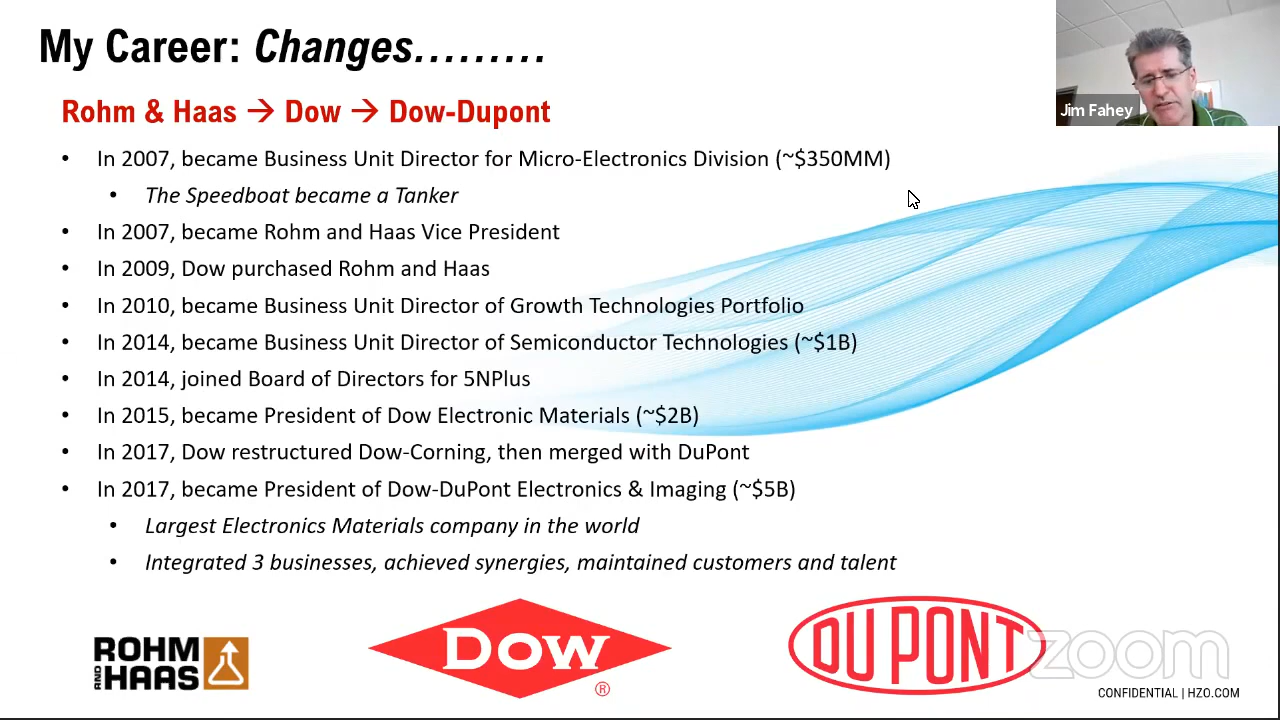 My Career: Changes.........
Jim Fahey
Rohm & Haas → Dow → Dow-Dupont
• In 2007, became Business Unit Director for Micro-Electronics Division (~$350MM)
• The Speedboat became a Tanker
• In 2007, became Rohm and Haas Vice President
• In 2009, Dow purchased Rohm and Haas
• In 2010, became Business Unit Director of Growth Technologies Portfolio
• In 2014, became Business Unit Director of Semiconductor Technologies (~$1B)
• In 2014, joined Board of Directors for 5NPlus
• In 2015, became President of Dow Electronic Materials (~$2B)
• In 2017, Dow restructured Dow-Corning, then merged with DuPont
• In 2017, became President of Dow-DuPont Electronics & Imaging (~$5B)
• Largest Electronics Materials company in the world
• Integrated 3 businesses, achieved synergies, maintained customers and talent
ROHM
AND HAAS
DOW ®
DUPONT
zoom
CONFIDENTIAL | HZO.COM